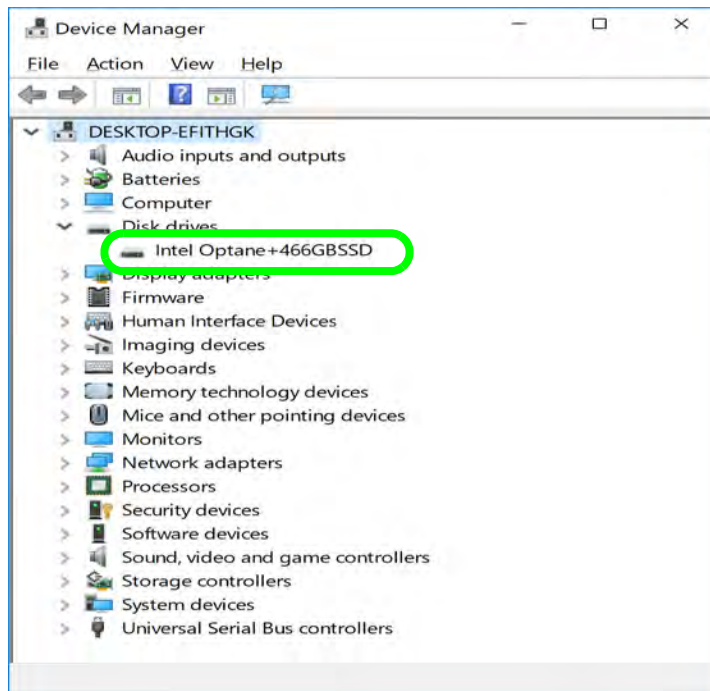 Device Manager
File Action View Help
DESKTOP-EFITHGK
Audio inputs and outputs
Batteries
Computer
Disk drives
Intel Optane+466GBSSD
Display adapters
Firmware
Human Interface Devices
Imaging devices
Keyboards
Memory technology devices
Mice and other pointing devices
Monitors
Network adapters
Processors
Security devices
Software devices
Sound, video and game controllers
Storage controllers
System devices
Universal Serial Bus controllers